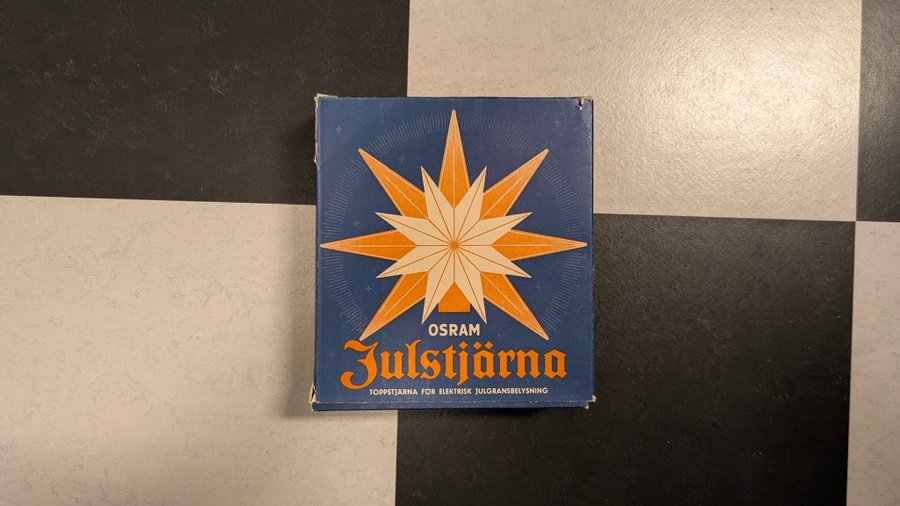 OSRAM
Julstjärna
TOPPSTJÄRNA FÖR ELEKTRISK JULGRANSBELYSNING